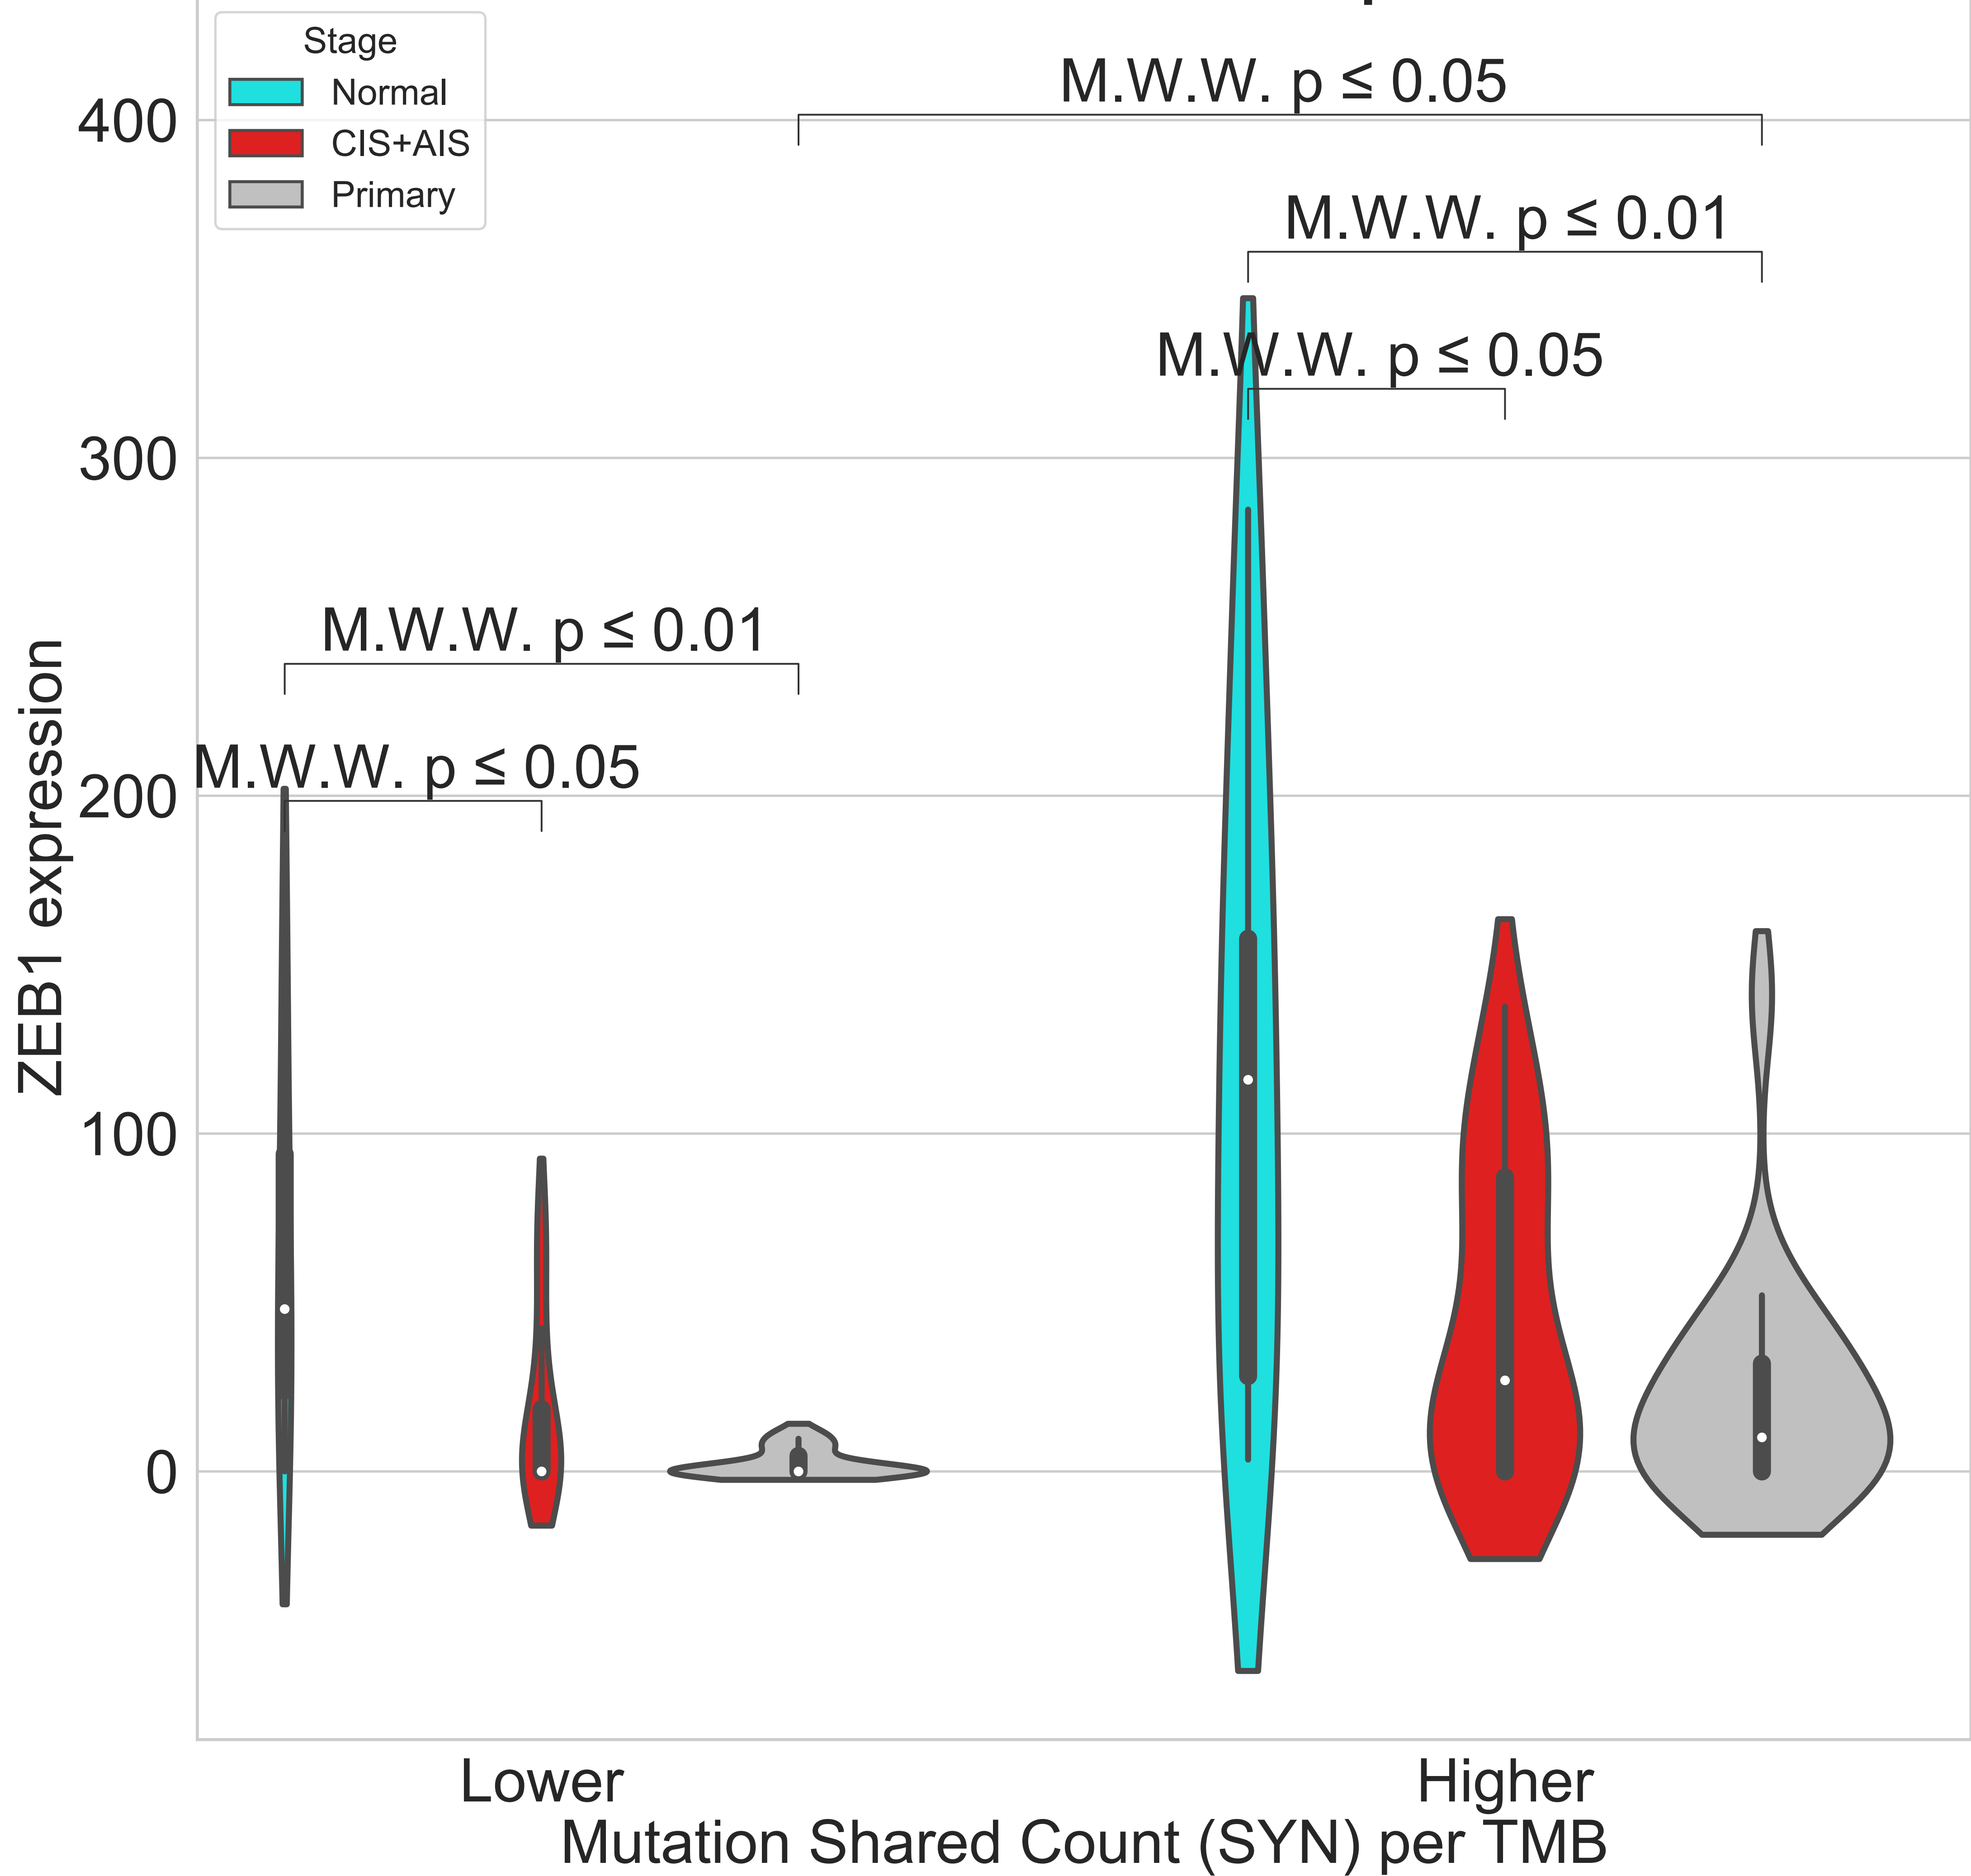 Stage
Normal
CIS+AIS
Primary
M.W.W. p ≤ 0.05
M.W.W. p ≤ 0.01
M.W.W. p ≤ 0.05
M.W.W. p ≤ 0.01
M.W.W. p ≤ 0.05
400
300
200
100
0
ZEB1 expression
Lower
Higher
Mutation Shared Count (SYN) per TMB